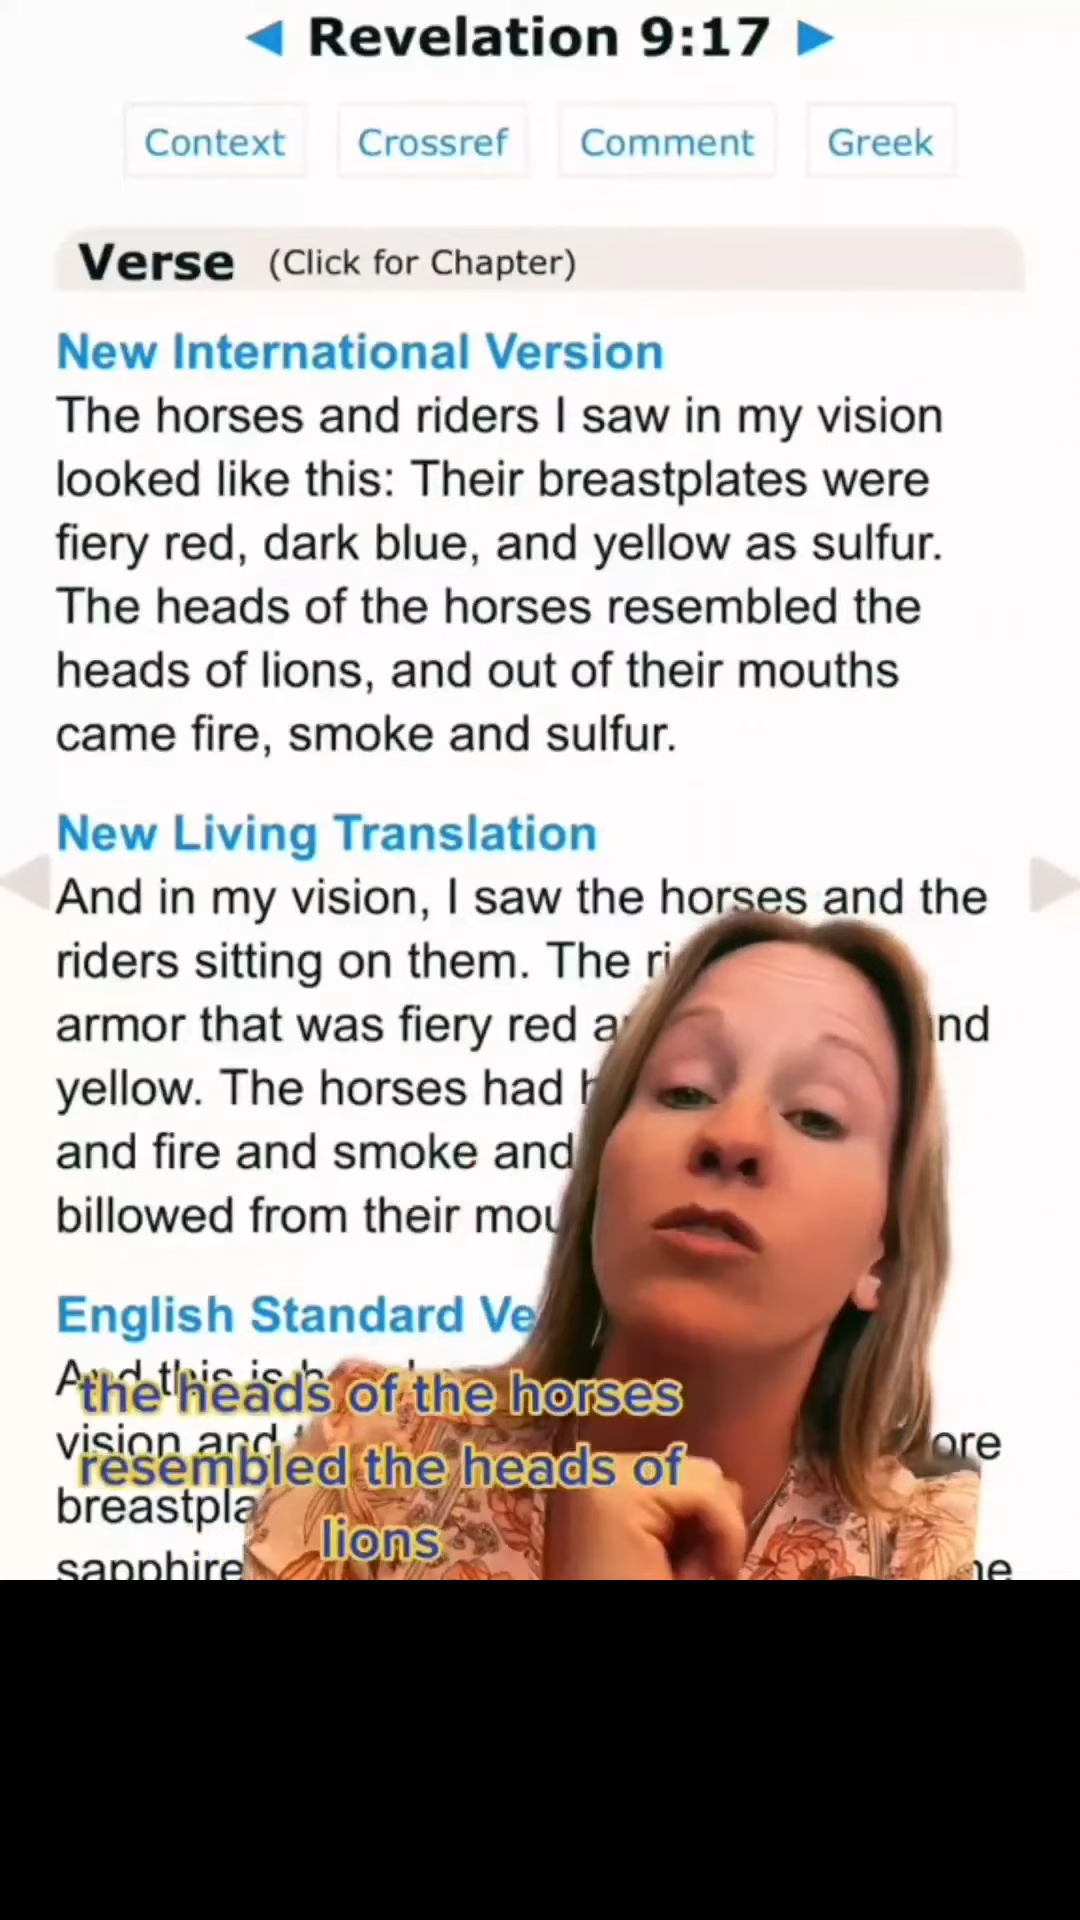 Revelation 9:17
Context Crossref Comment Greek
Verse (Click for Chapter)
New International Version
The horses and riders I saw in my vision
looked like this: Their breastplates were
fiery red, dark blue, and yellow as sulfur.
The heads of the horses resembled the
heads of lions, and out of their mouths
came fire, smoke and sulfur.
New Living Translation
And in my vision, I saw the horses and the
riders sitting on them. The
armor that was fiery red
yellow. The horses had
and fire and smoke and
billowed from their
English Standard
And this is
the heads of the horses
vision and
resembled the heads of
lions
sapphire